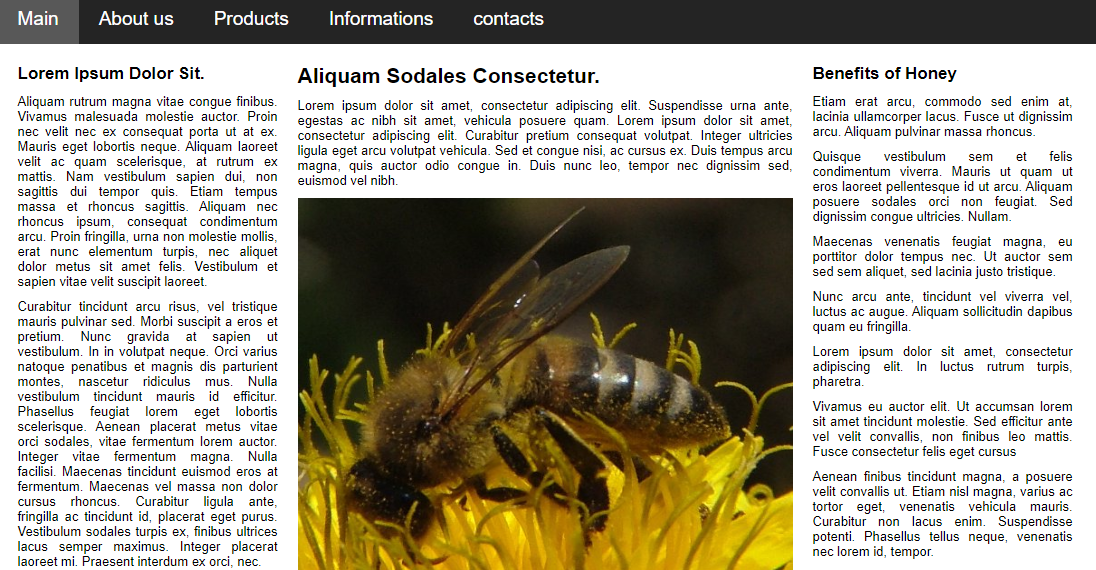 Main About us Products Informations contacts
Lorem Ipsum Dolor Sit.
Aliquam rutrum magna vitae congue finibus.
Vivamus malesuada molestie auctor. Proin
nec velit nec ex consequat porta ut at ex.
Mauris eget lobortis neque. Aliquam laoreet
velit ac quam scelerisque, at rutrum ex
mattis. Nam vestibulum sapien dui, non
sagittis dui tempor quis. Etiam tempus
massa et rhoncus sagittis. Aliquam nec
rhoncus ipsum, consequat condimentum
arcu. Proin fringilla, urna non molestie mollis,
erat nunc elementum turpis, nec aliquet
dolor metus sit amet felis. Vestibulum et
sapien vitae velit suscipit laoreet.
Curabitur tincidunt arcu risus, vel tristique
mauris pulvinar sed. Morbi suscipit a eros et
pretium. Nunc gravida at sapien ut
vestibulum. In in volutpat neque. Orci varius
natoque penatibus et magnis dis parturient
montes, nascetur ridiculus mus. Nulla
vestibulum tincidunt mauris id efficitur.
Phasellus feugiat lorem eget lobortis
scelerisque. Aenean placerat metus vitae
orci sodales, vitae fermentum lorem auctor.
Integer vitae fermentum magna. Nulla
facilisi. Maecenas tincidunt euismod eros at
fermentum. Maecenas vel massa non dolor
cursus rhoncus. Curabitur ligula ante,
fringilla ac tincidunt id, placerat eget purus.
Vestibulum sodales turpis ex, finibus ultrices
lacus semper maximus. Integer placerat
laoreet mi. Praesent interdum ex orci, nec.
Aliquam Sodales Consectetur.
Lorem ipsum dolor sit amet, consectetur adipiscing elit. Suspendisse urna ante,
egestas ac nibh sit amet, vehicula posuere quam. Lorem ipsum dolor sit amet,
consectetur adipiscing elit. Curabitur pretium consequat volutpat. Integer ultricies
ligula eget arcu volutpat vehicula. Sed et congue nisi, ac cursus ex. Duis tempus arcu
magna, quis auctor odio congue in. Duis nunc leo, tempor nec dignissim sed,
euismod vel nibh.
Benefits of Honey
Etiam erat arcu, commodo sed enim at,
lacinia ullamcorper lacus. Fusce ut dignissim
arcu. Aliquam pulvinar massa rhoncus.
Quisque vestibulum sem et felis
condimentum viverra. Mauris ut quam ut
eros laoreet pellentesque id ut arcu. Aliquam
posuere sodales orci non feugiat. Sed
dignissim congue ultricies. Nullam.
Maecenas venenatis feugiat magna, eu
porttitor dolor tempus nec. Ut auctor sem
sed sem aliquet, sed lacinia justo tristique.
Nunc arcu ante, tincidunt vel viverra vel,
luctus ac augue. Aliquam sollicitudin dapibus
quam eu fringilla.
Lorem ipsum dolor sit amet, consectetur
adipiscing elit. In luctus rutrum turpis,
pharetra.
Vivamus eu auctor elit. Ut accumsan lorem
sit amet tincidunt molestie. Sed efficitur ante
vel velit convallis, non finibus leo mattis.
Fusce consectetur felis eget cursus
Aenean finibus tincidunt magna, a posuere
velit convallis ut. Etiam nisl magna, varius ac
tortor eget, venenatis vehicula mauris.
Curabitur non lacus enim. Suspendisse
potenti. Phasellus tellus neque, venenatis
nec lorem id, tempor.